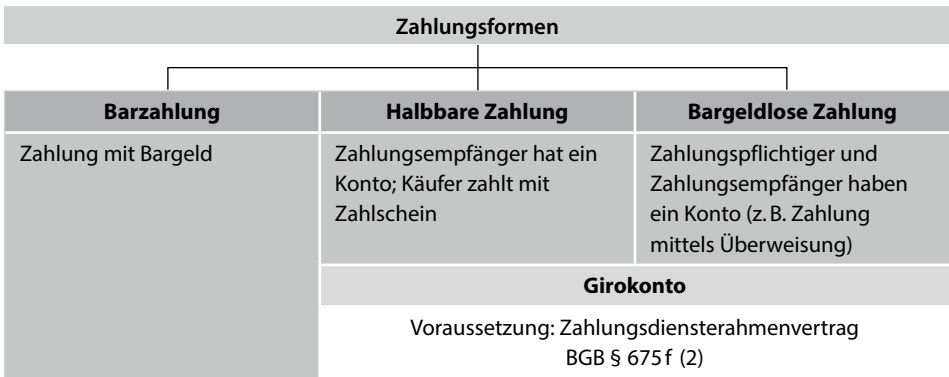 Zahlungsformen
Barzahlung
Halbbare Zahlung
Bargeldlose Zahlung
Zahlung mit Bargeld
Zahlungsempfänger hat ein
Konto; Käufer zahlt mit
Zahlschein
Zahlungspflichtiger und
Zahlungsempfänger haben
ein Konto (z. B. Zahlung
mittels Überweisung)
Girokonto
Voraussetzung: Zahlungsdiensterahmenvertrag
BGB § 675 f (2)